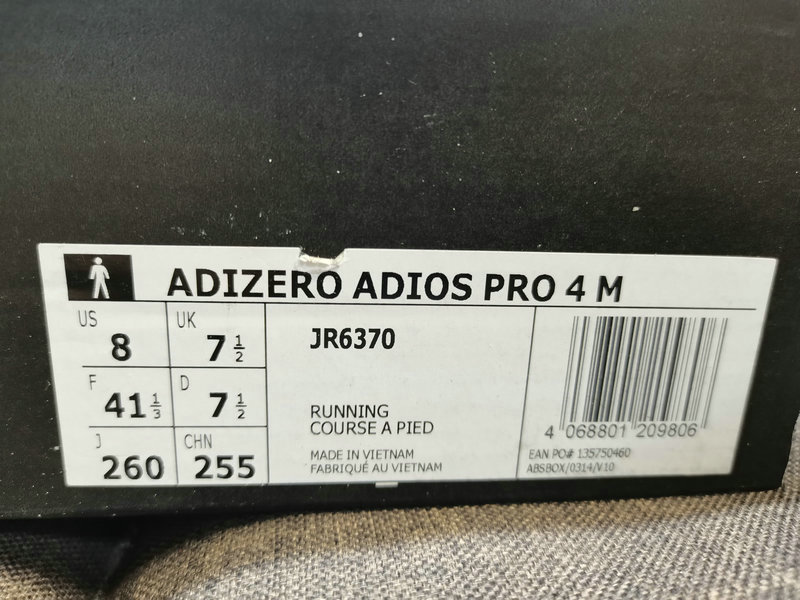 ADIZERO ADIOS PRO 4 M
US 8
UK 7 1/2
F 41 1/3
D 7 1/2
J 260
CHN 255
JR6370
RUNNING
COURSE A PIED
MADE IN VIETNAM
FABRIQUÉ AU VIETNAM
4 068801 209806
EAN PO# 135750460
ABSBOX/0314/V.10